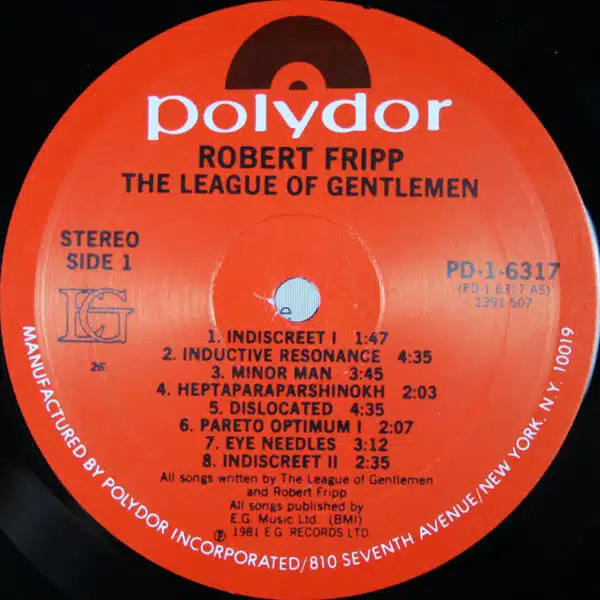 polydor
ROBERT FRIPP
THE LEAGUE OF GENTLEMEN
STEREO
SIDE 1
EG
26
PD-1-6317
(PD-1 6317 AS)
2391 507
1. INDISCREET I 1:47
2. INDUCTIVE RESONANCE 4:35
3. MINOR MAN 3:45
4. HEPTAPARAPARSHINOKH 2:03
5. DISLOCATED 4:35
6. PARETO OPTIMUM I 2:07
7. EYE NEEDLES 3:12
8. INDISCREET II 2:35
All songs written by The League of Gentlemen
and Robert Fripp
All songs published by
E.G. Music Ltd. (BMI)
℗ 1981 E.G. RECORDS LTD
MANUFACTURED BY POLYDOR INCORPORATED/810 SEVENTH AVENUE/NEW YORK. N.Y. 10019